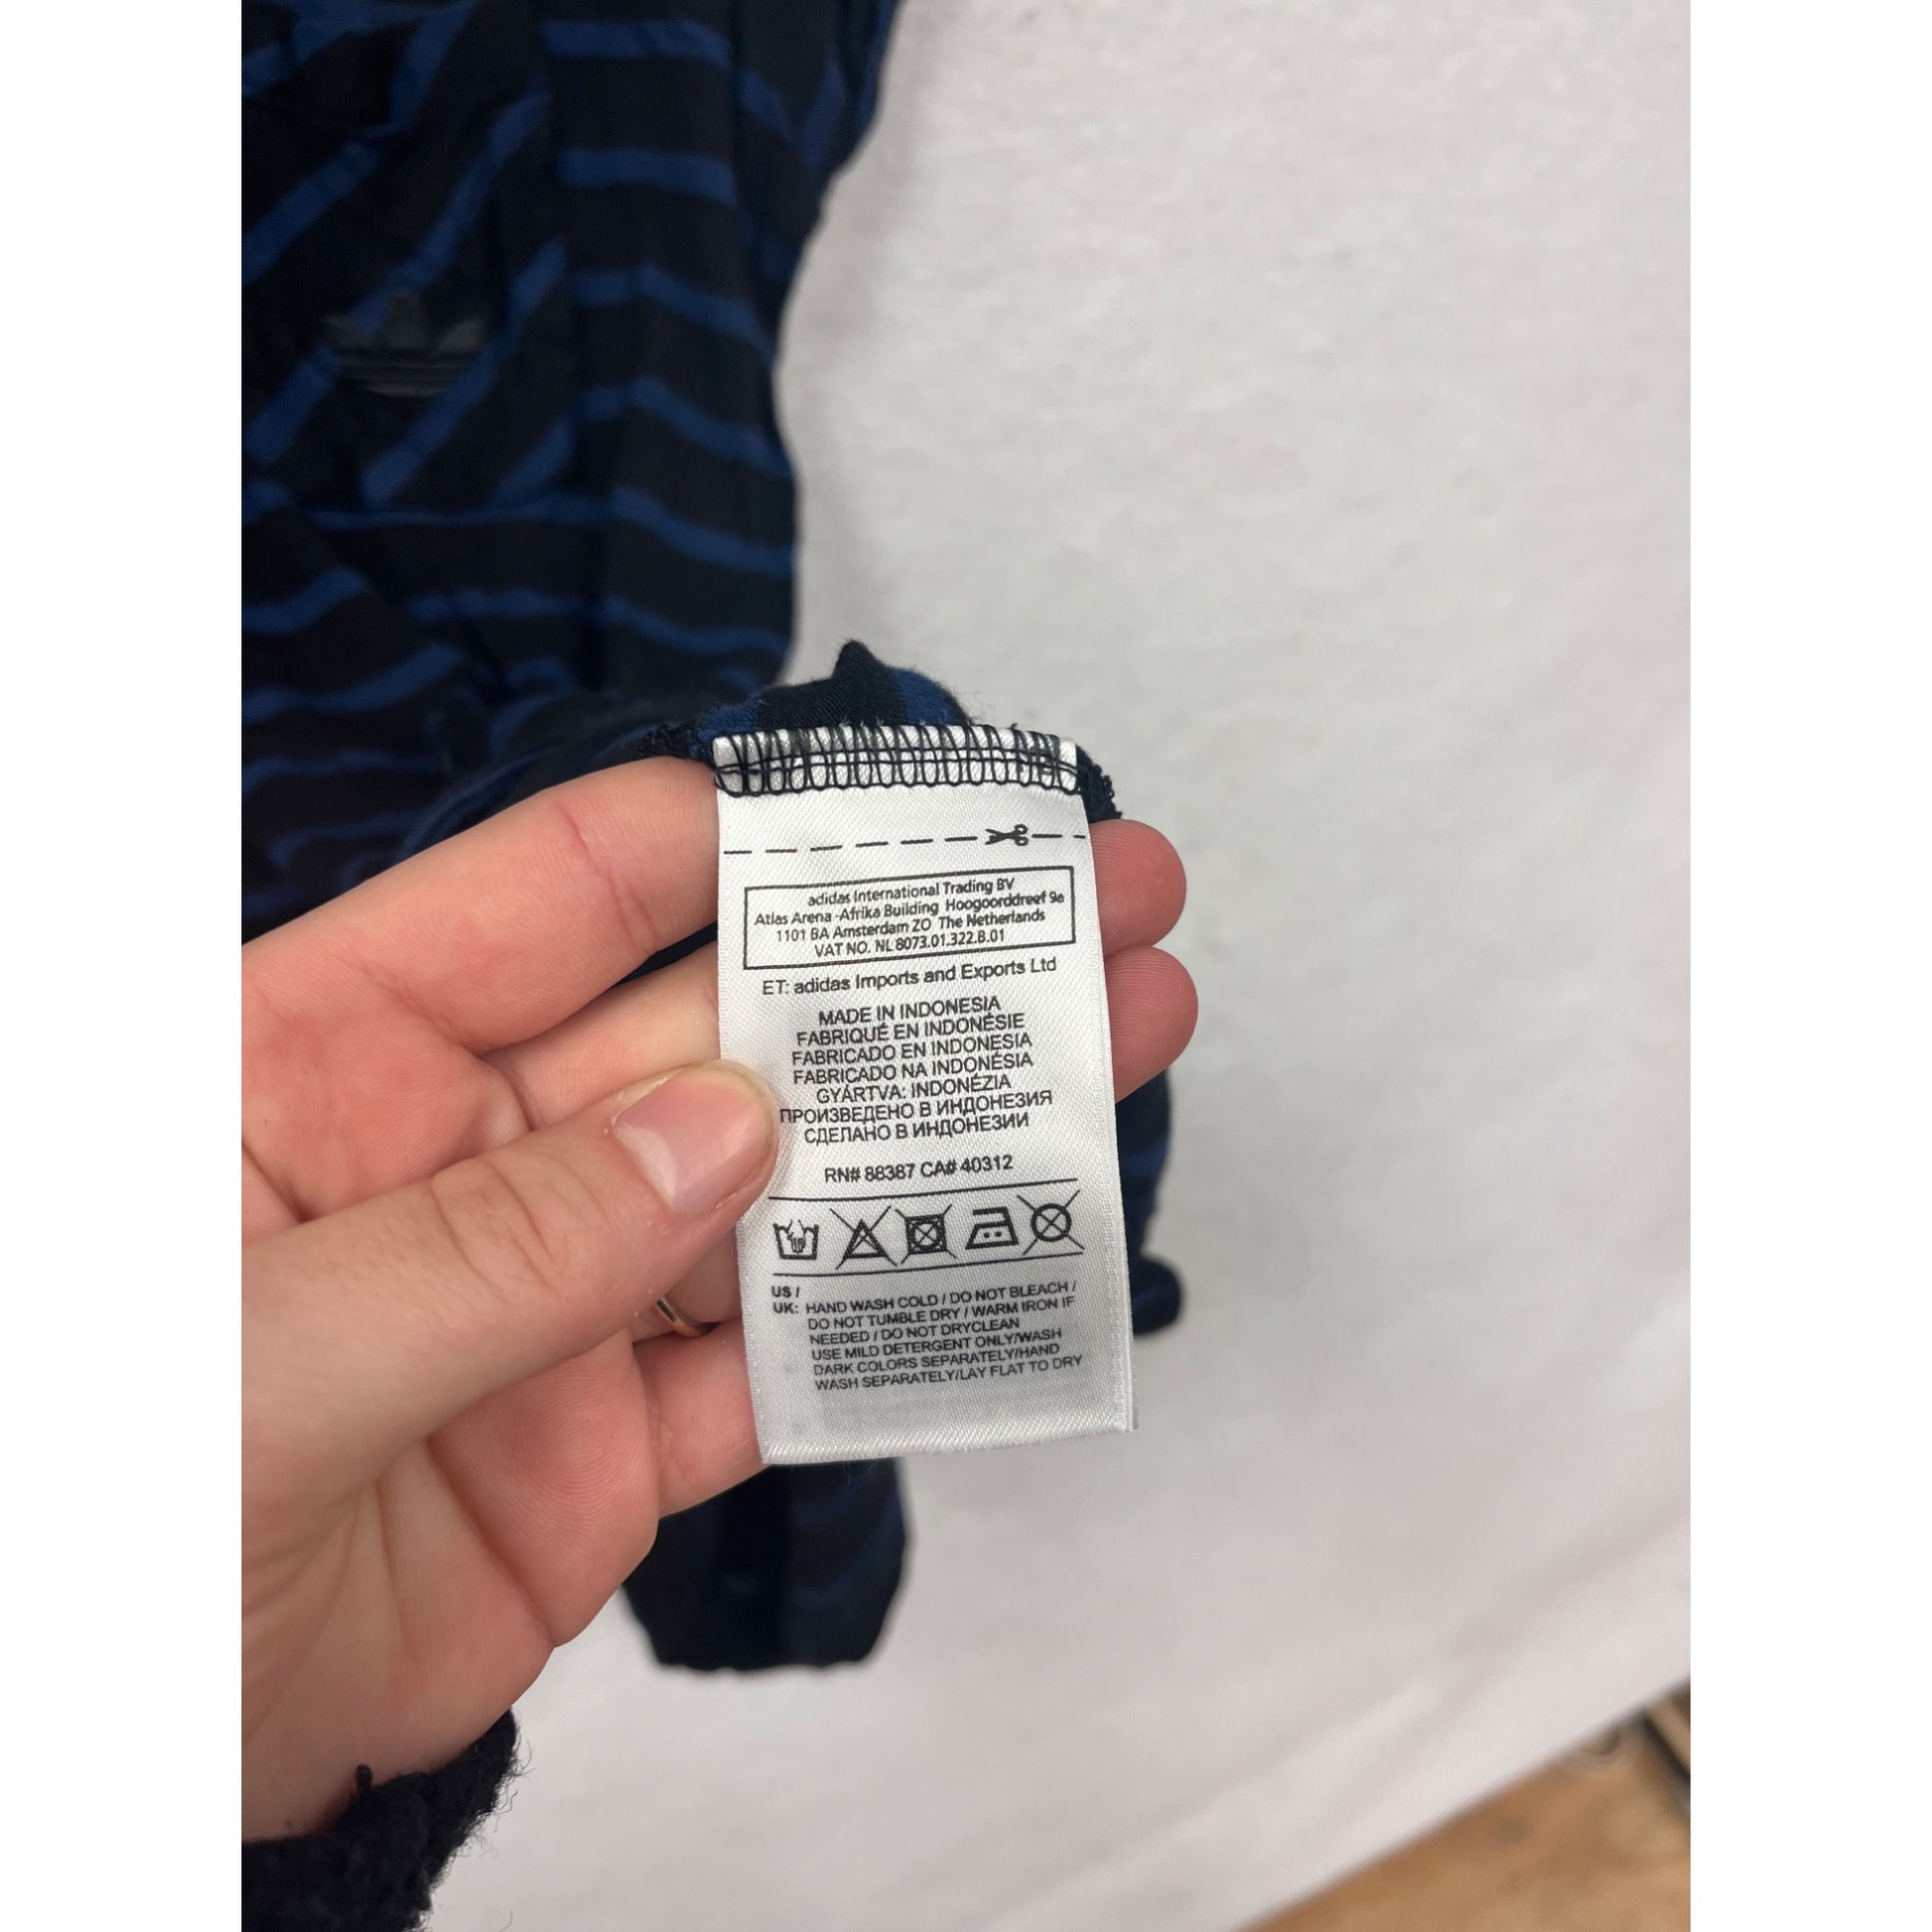 adidas International Trading BV
Atlas Arena -Afrika Building Hoogoorddreef 9a
1101 BA Amsterdam ZO The Netherlands
VAT NO. NL 8073.01.322.B.01
ET: adidas Imports and Exports Ltd
MADE IN INDONESIA
FABRIQUÉ EN INDONÉSIE
FABRICADO EN INDONESIA
FABRICADO NA INDONÉSIA
GYÁRTVA: INDONÉZIA
ПРОИЗВЕДЕНО В ИНДОНЕЗИЯ
СДЕЛАНО В ИНДОНЕЗИИ
RN# 88387 CA# 40312
US /
UK: HAND WASH COLD / DO NOT BLEACH /
DO NOT TUMBLE DRY / WARM IRON IF
NEEDED / DO NOT DRYCLEAN
USE MILD DETERGENT ONLY/WASH
DARK COLORS SEPARATELY/HAND
WASH SEPARATELY/LAY FLAT TO DRY